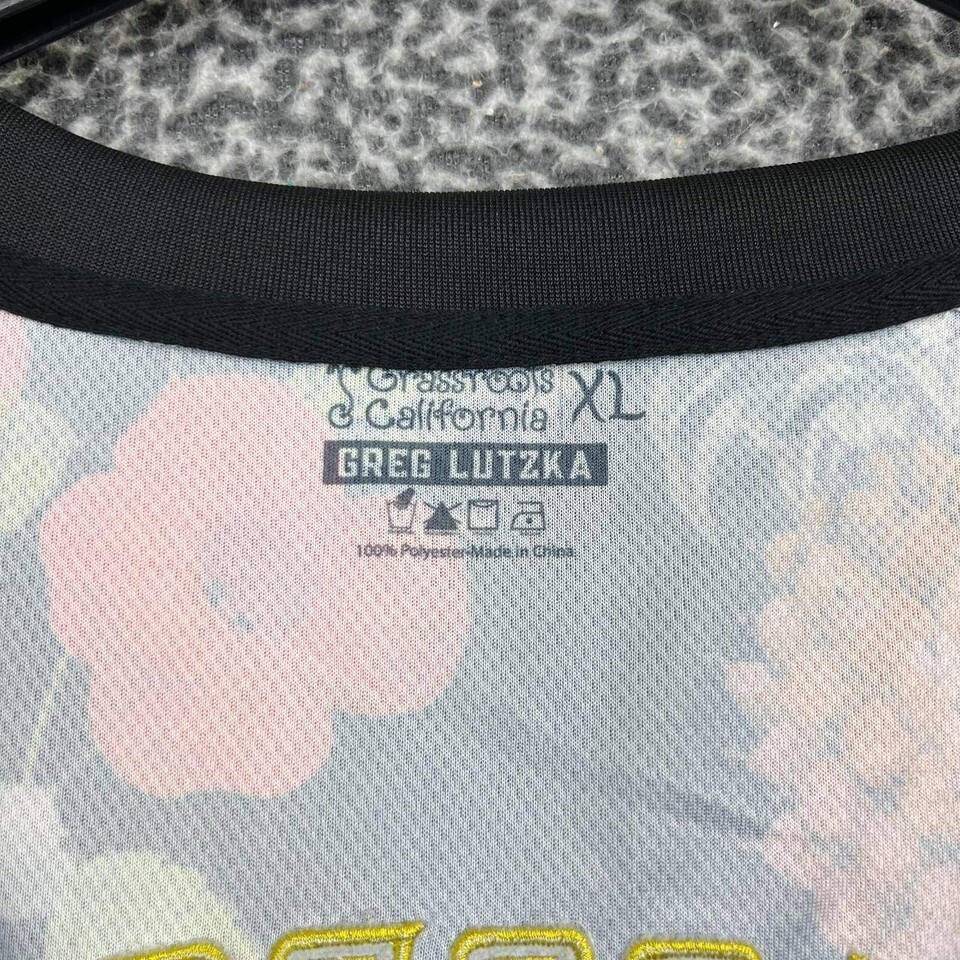 Grassroots
California XL
GREG LUTZKA
100% Polyester-Made in China